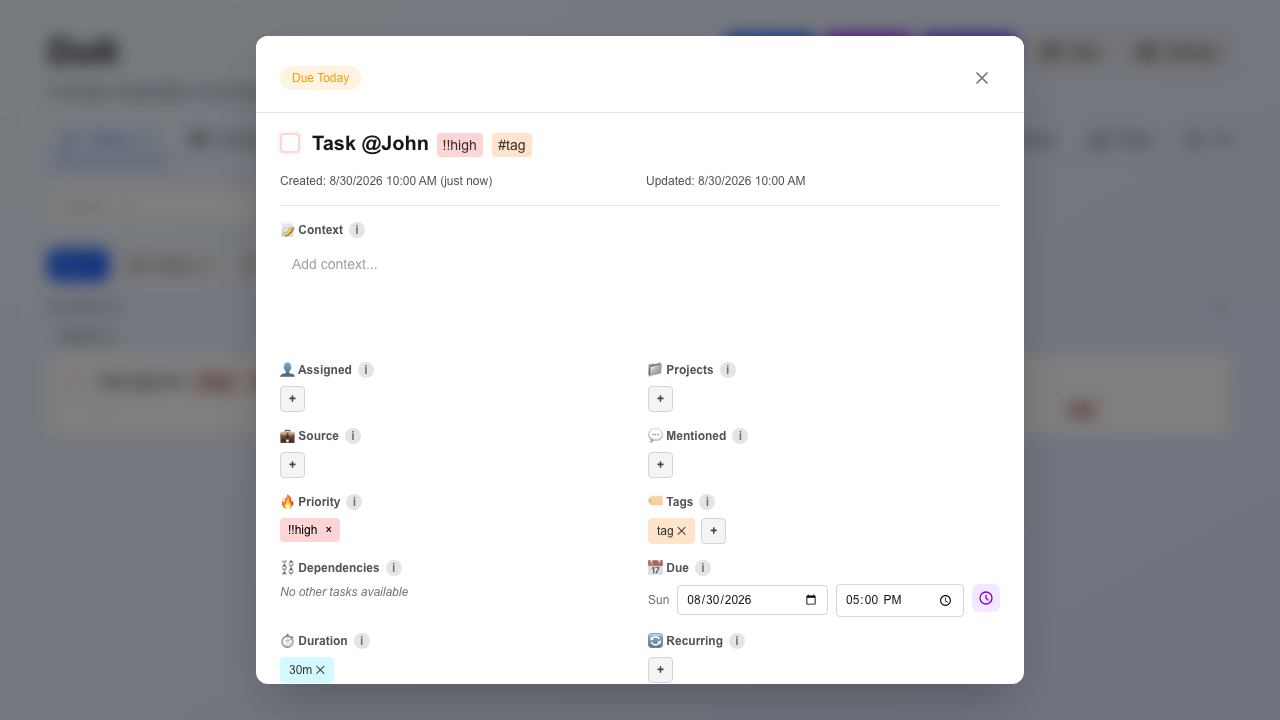 Due Today
Task @John !!high #tag
Created: 8/30/2026 10:00 AM (just now) Updated: 8/30/2026 10:00 AM
📝 Context i
Add context...
👤 Assigned i 📁 Projects i
+ +
💼 Source i 💬 Mentioned i
+ +
🔥 Priority i 🏷️ Tags i
!!high × tag × +
⛓️ Dependencies i 📅 Due i
No other tasks available
Sun 08/30/2026 05:00 PM
⏱️ Duration i 🔄 Recurring i
30m × +